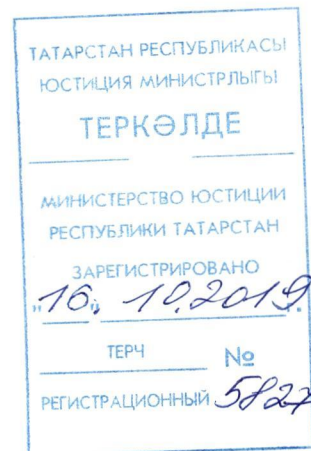 ТАТАРСТАН РЕСПУБЛИКАСЫ
ЮСТИЦИЯ МИНИСТРЛЫГЫ
ТЕРКӘЛДЕ
МИНИСТЕРСТВО ЮСТИЦИИ
РЕСПУБЛИКИ ТАТАРСТАН
ЗАРЕГИСТРИРОВАНО
"16" 10.2019 г.
ТЕРЧ №
РЕГИСТРАЦИОННЫЙ 5827